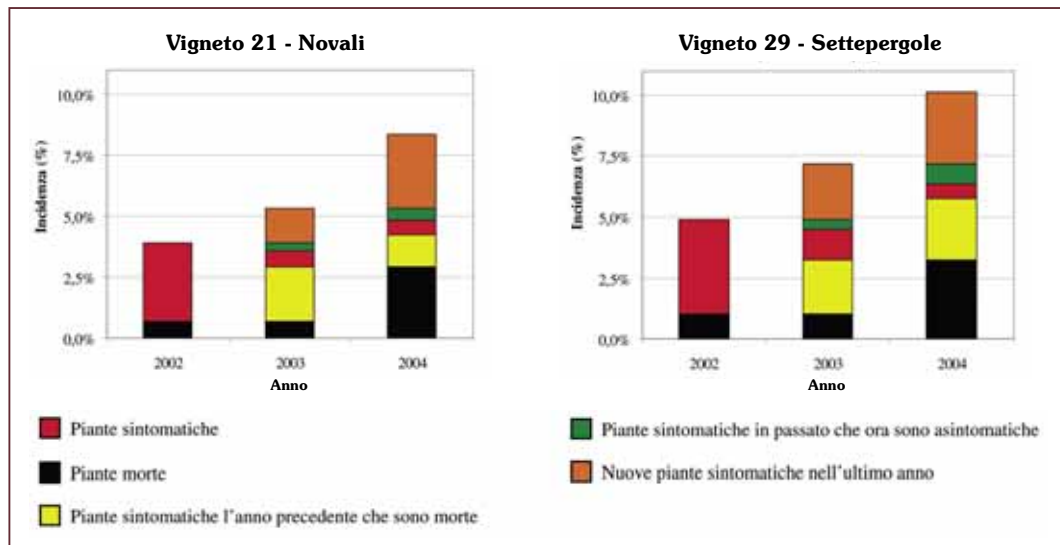 Vigneto 21 - Novali
Incidenza (%)
10,0%
7,5%
5,0%
2,5%
0,0%
2002
2003
2004
Anno
Vigneto 29 - Settepergole
Incidenza (%)
10,0%
7,5%
5,0%
2,5%
0,0%
2002
2003
2004
Anno
Piante sintomatiche
Piante morte
Piante sintomatiche l'anno precedente che sono morte
Piante sintomatiche in passato che ora sono asintomatiche
Nuove piante sintomatiche nell'ultimo anno